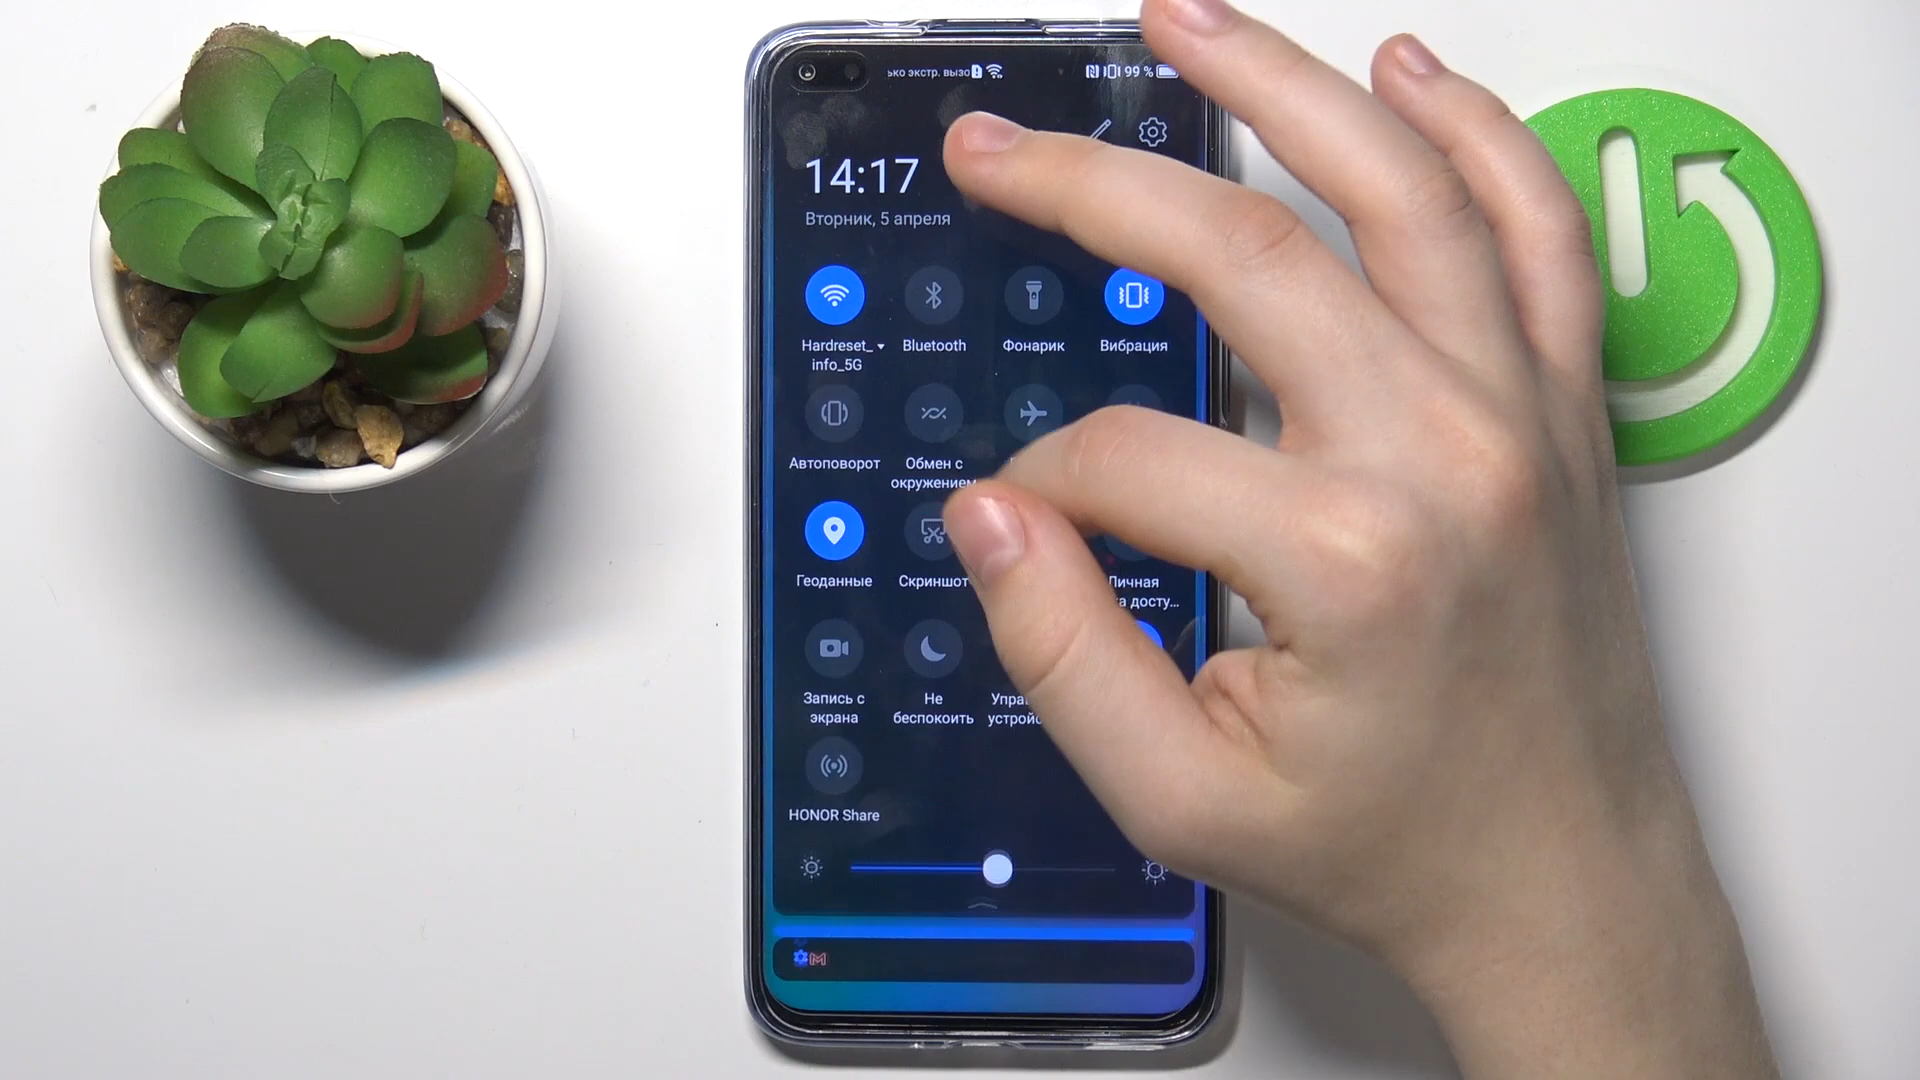 ько экстр. вызо
99 %
14:17
Вторник, 5 апреля
Hardreset_
info_5G
Bluetooth
Фонарик
Вибрация
Автоповорот
Обмен с
окружением
Геоданные
Скриншот
Личная
а досту...
Запись с
экрана
Не
беспокоить
Упра
устрой
HONOR Share